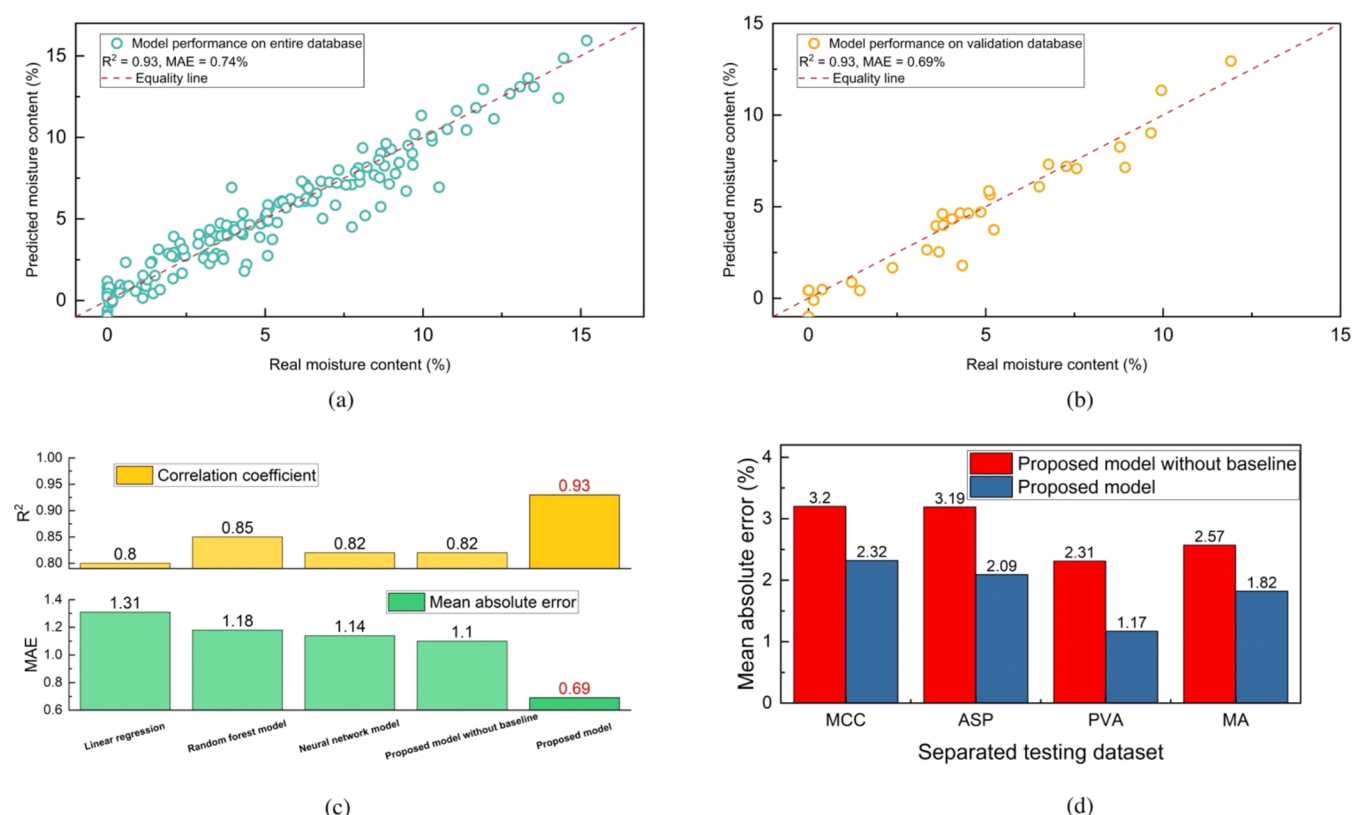 Model performance on entire database
R² = 0.93, MAE = 0.74%
Equality line
Predicted moisture content (%)
15
10
5
0
0 5 10 15
Real moisture content (%)
(a)
Model performance on validation database
R² = 0.93, MAE = 0.69%
Equality line
Predicted moisture content (%)
15
10
5
0
0 5 10 15
Real moisture content (%)
(b)
Correlation coefficient
R²
1.00
0.95
0.90
0.85
0.80
0.8 0.85 0.82 0.82 0.93
Mean absolute error
MAE
1.4
1.2
1.0
0.8
0.6
1.31 1.18 1.14 1.1 0.69
Linear regression Random forest model Neural network model Proposed model without baseline Proposed model
(c)
Proposed model without baseline
Proposed model
Mean absolute error (%)
4
3
2
1
0
3.2 2.32 3.19 2.09 2.31 1.17 2.57 1.82
MCC ASP PVA MA
Separated testing dataset
(d)